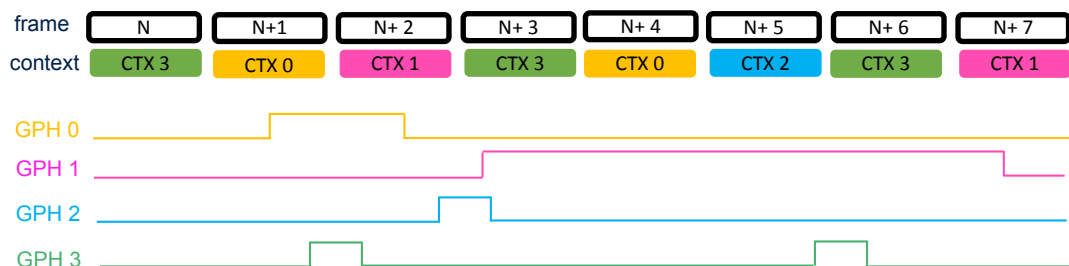 frame N N+1 N+ 2 N+ 3 N+ 4 N+ 5 N+ 6 N+ 7
context CTX 3 CTX 0 CTX 1 CTX 3 CTX 0 CTX 2 CTX 3 CTX 1
GPH 0
GPH 1
GPH 2
GPH 3